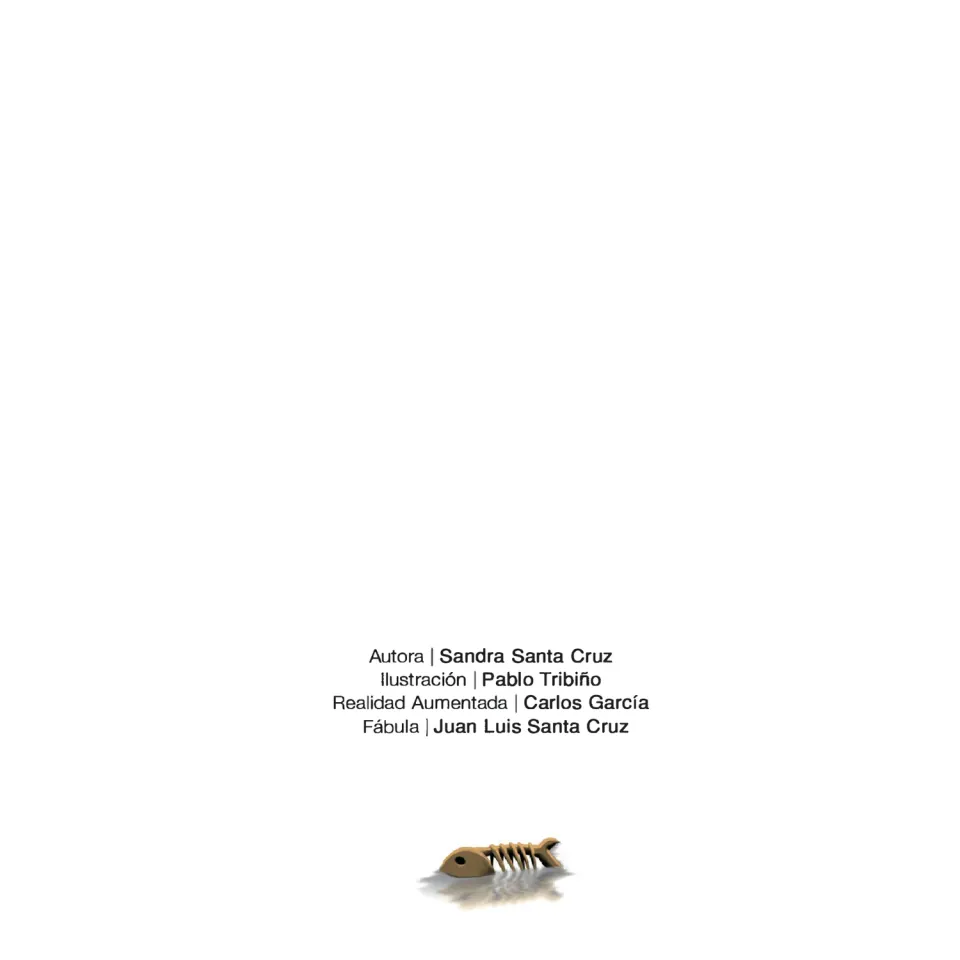 Autora | Sandra Santa Cruz
Ilustración | Pablo Tribiño
Realidad Aumentada | Carlos García
Fábula | Juan Luis Santa Cruz